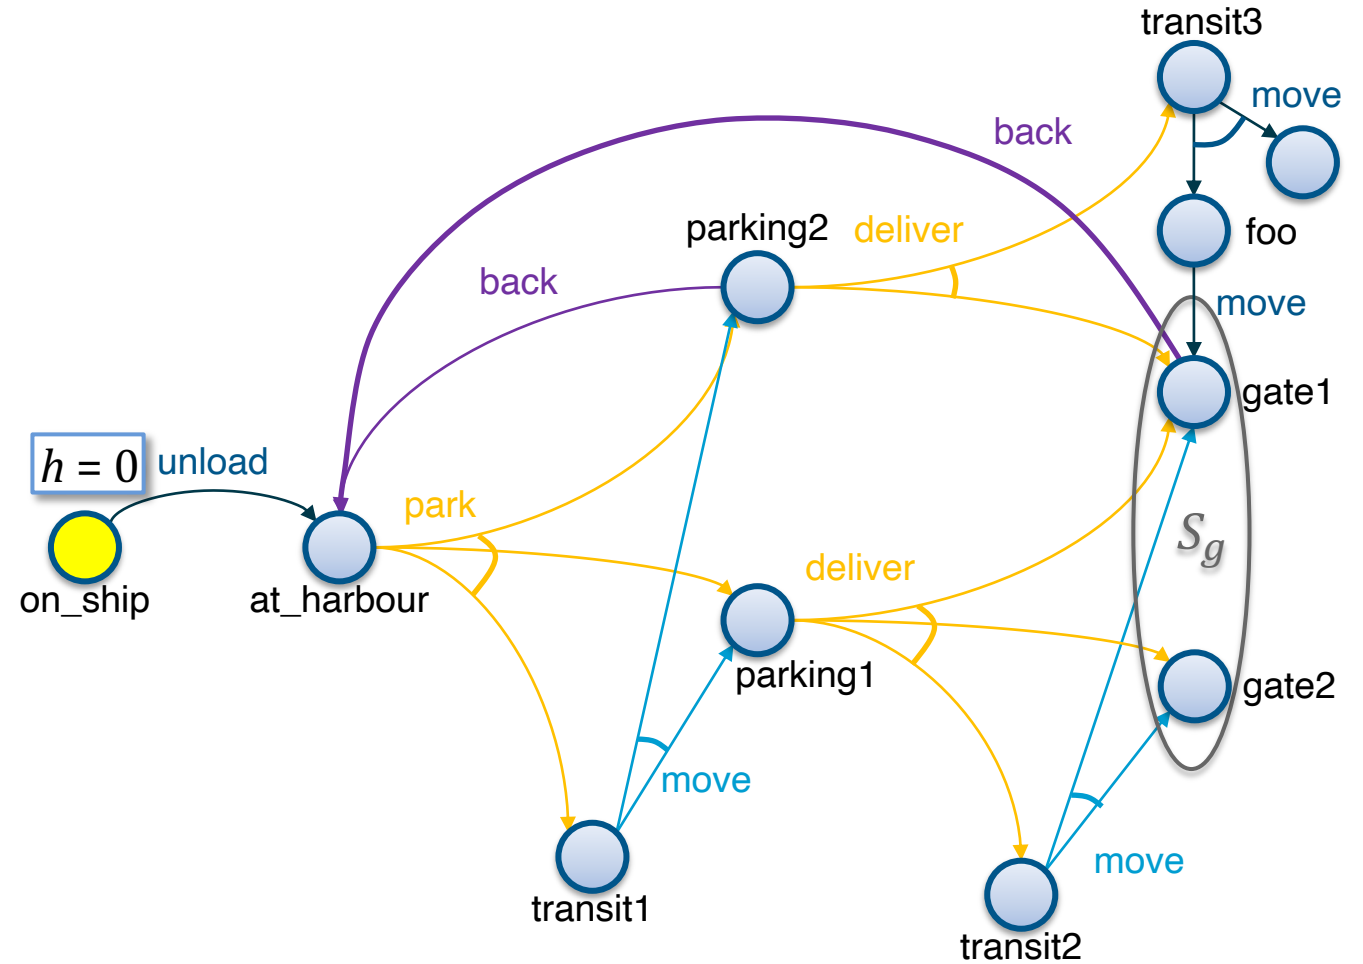 transit3
move
back
parking2
deliver
foo
back
move
gate1
h = 0
unload
park
S_g
deliver
on_ship
at_harbour
parking1
gate2
move
move
transit1
transit2